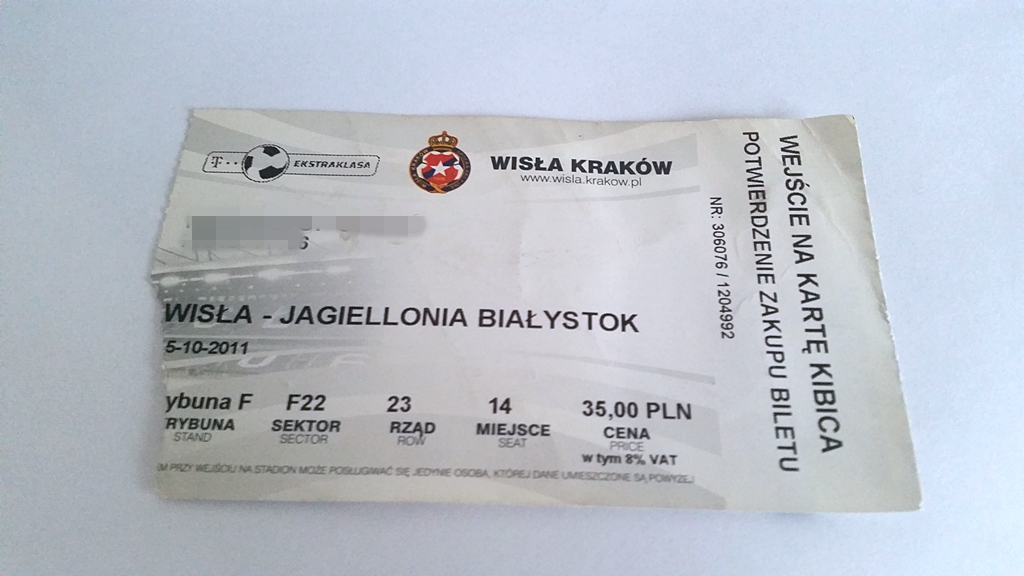 T·· EKSTRAKLASA
WISŁA KRAKÓW
www.wisla.krakow.pl
6
WISŁA - JAGIELLONIA BIAŁYSTOK
5-10-2011
ybuna F F22 23 14 35,00 PLN
RYBUNA SEKTOR RZĄD MIEJSCE CENA
STAND SECTOR ROW SEAT PRICE
w tym 8% VAT
EM PRZY WEJŚCIU NA STADION MOŻE POSŁUGIWAĆ SIĘ JEDYNIE OSOBA, KTÓREJ DANE UMIESZCZONE SĄ POWYŻEJ
NR: 306076 / 1204992
WEJŚCIE NA KARTĘ KIBICA
POTWIERDZENIE ZAKUPU BILETU